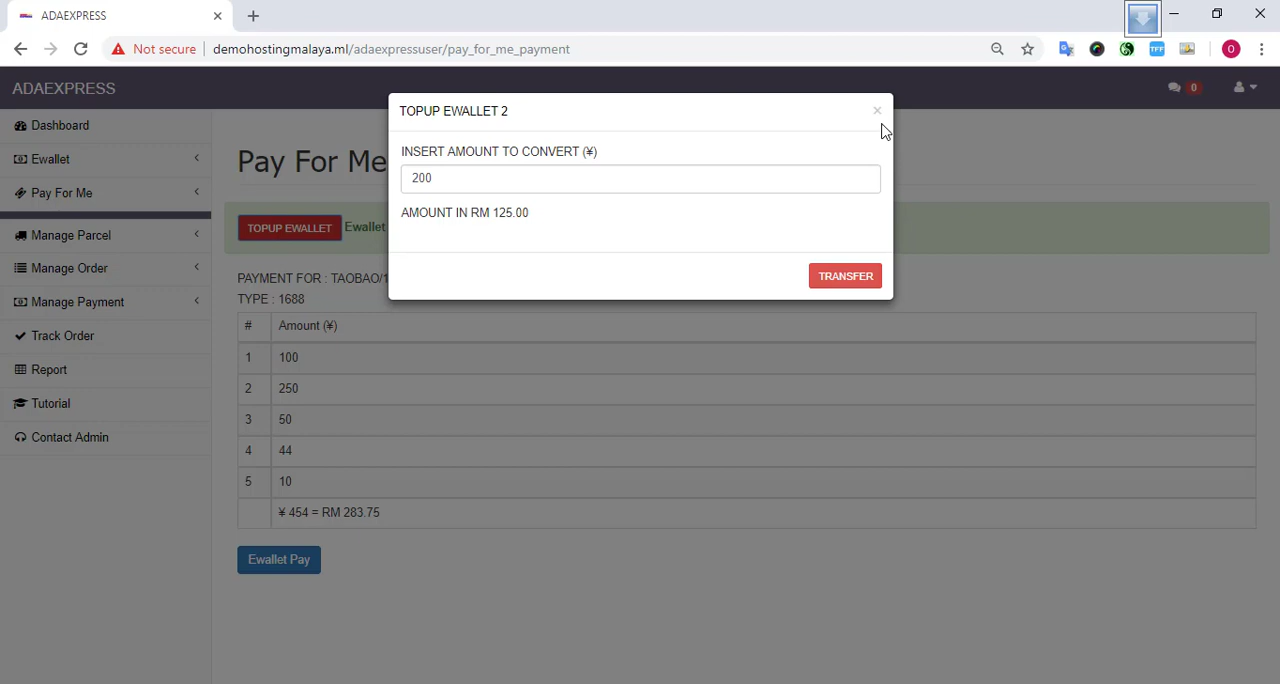 ADAEXPRESS
Not secure
demohostingmalaya.ml/adaexpressuser/pay_for_me_payment
TFF
O
ADAEXPRESS
0
Dashboard
Ewallet
Pay For Me
Manage Parcel
Manage Order
Manage Payment
Track Order
Report
Tutorial
Contact Admin
Pay For Me
TOPUP EWALLET
Ewallet
PAYMENT FOR : TAOBAO/1
TYPE : 1688
# Amount (¥)
1 100
2 250
3 50
4 44
5 10
¥ 454 = RM 283.75
Ewallet Pay
TOPUP EWALLET 2
×
INSERT AMOUNT TO CONVERT (¥)
200
AMOUNT IN RM 125.00
TRANSFER